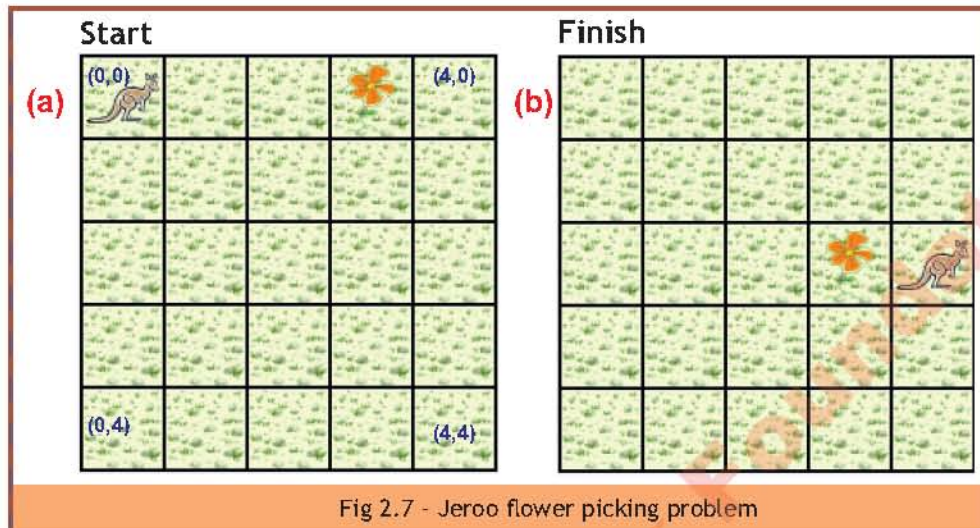 Start
Finish
(a)
(0,0)
(4,0)
(b)
(0,4)
(4,4)
Fig 2.7 - Jeroo flower picking problem